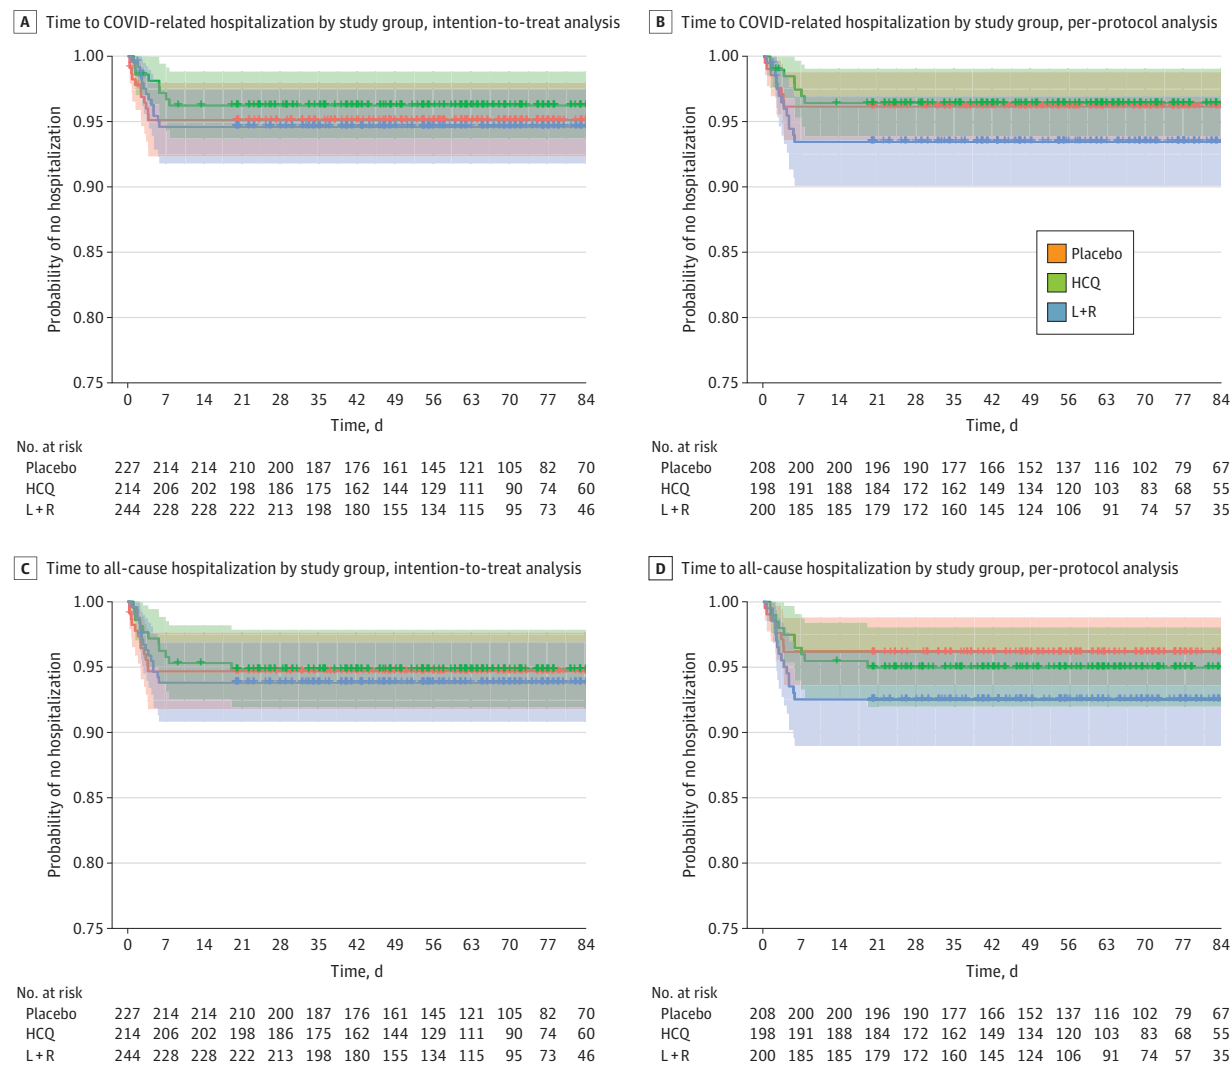 A Time to COVID-related hospitalization by study group, intention-to-treat analysis
Probability of no hospitalization
1.00
0.95
0.90
0.85
0.80
0.75
0 7 14 21 28 35 42 49 56 63 70 77 84
Time, d
No. at risk
Placebo 227 214 214 210 200 187 176 161 145 121 105 82 70
HCQ 214 206 202 198 186 175 162 144 129 111 90 74 60
L+R 244 228 228 222 213 198 180 155 134 115 95 73 46
B Time to COVID-related hospitalization by study group, per-protocol analysis
Probability of no hospitalization
1.00
0.95
0.90
0.85
0.80
0.75
Placebo
HCQ
L+R
0 7 14 21 28 35 42 49 56 63 70 77 84
Time, d
No. at risk
Placebo 208 200 200 196 190 177 166 152 137 116 102 79 67
HCQ 198 191 188 184 172 162 149 134 120 103 83 68 55
L+R 200 185 185 179 172 160 145 124 106 91 74 57 35
C Time to all-cause hospitalization by study group, intention-to-treat analysis
Probability of no hospitalization
1.00
0.95
0.90
0.85
0.80
0.75
0 7 14 21 28 35 42 49 56 63 70 77 84
Time, d
No. at risk
Placebo 227 214 214 210 200 187 176 161 145 121 105 82 70
HCQ 214 206 202 198 186 175 162 144 129 111 90 74 60
L+R 244 228 228 222 213 198 180 155 134 115 95 73 46
D Time to all-cause hospitalization by study group, per-protocol analysis
Probability of no hospitalization
1.00
0.95
0.90
0.85
0.80
0.75
0 7 14 21 28 35 42 49 56 63 70 77 84
Time, d
No. at risk
Placebo 208 200 200 196 190 177 166 152 137 116 102 79 67
HCQ 198 191 188 184 172 162 149 134 120 103 83 68 55
L+R 200 185 185 179 172 160 145 124 106 91 74 57 35